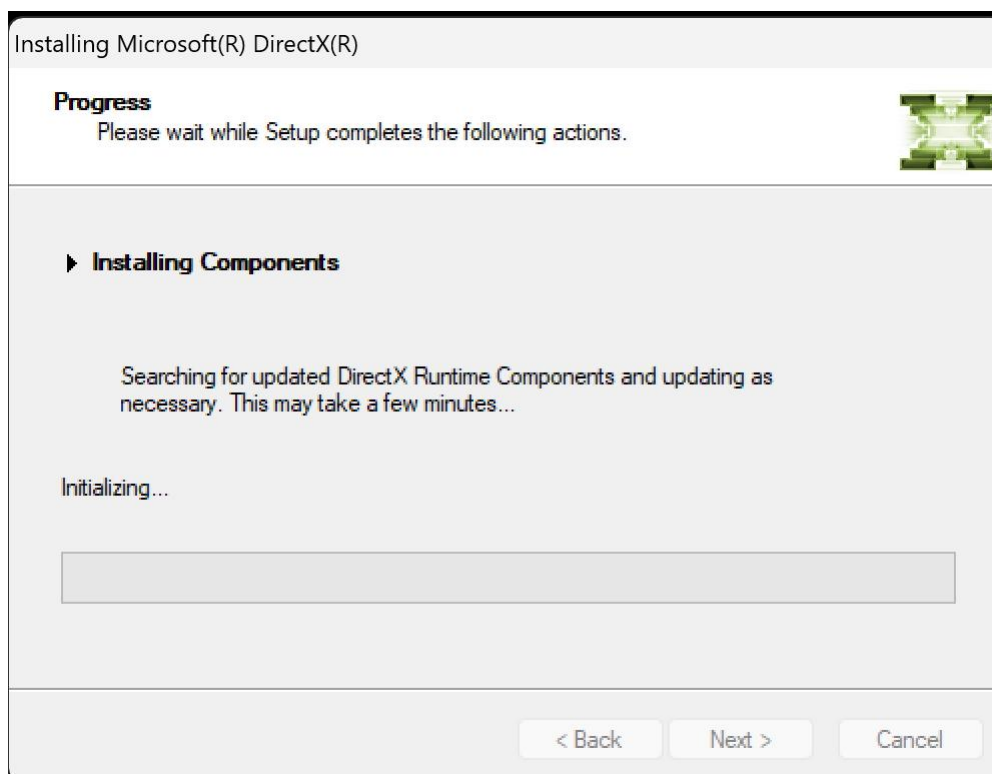 Installing Microsoft(R) DirectX(R)
Progress
Please wait while Setup completes the following actions.
Installing Components
Searching for updated DirectX Runtime Components and updating as
necessary. This may take a few minutes...
Initializing...
< Back Next > Cancel